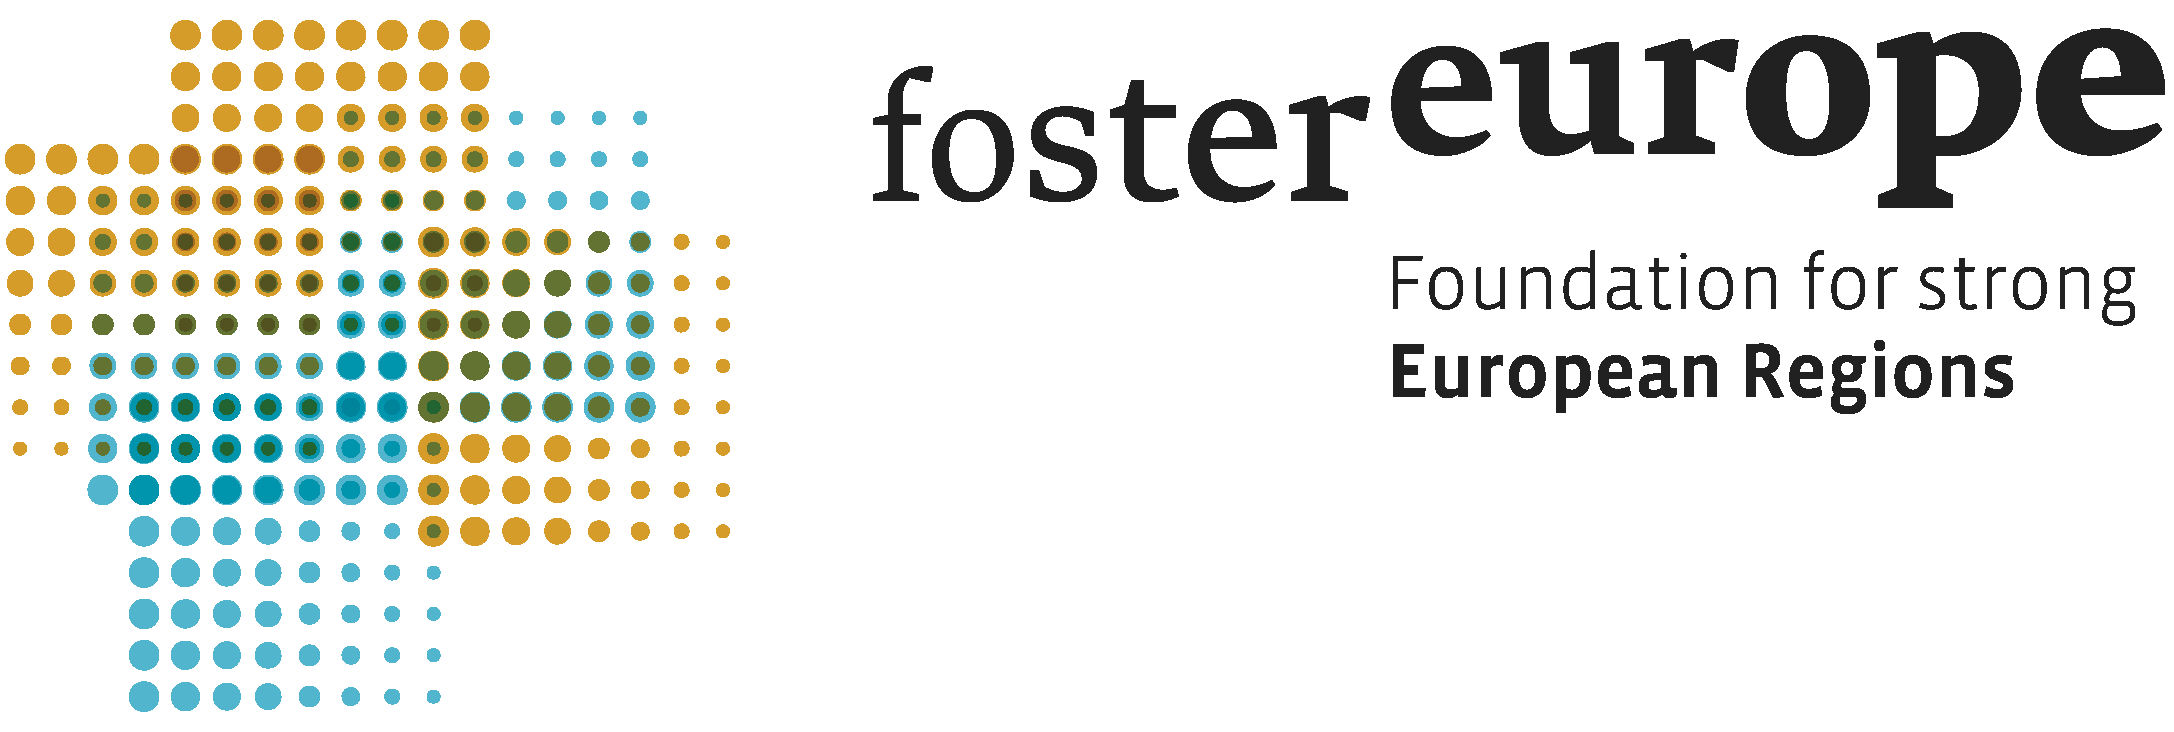 fostereurope
Foundation for strong
European Regions